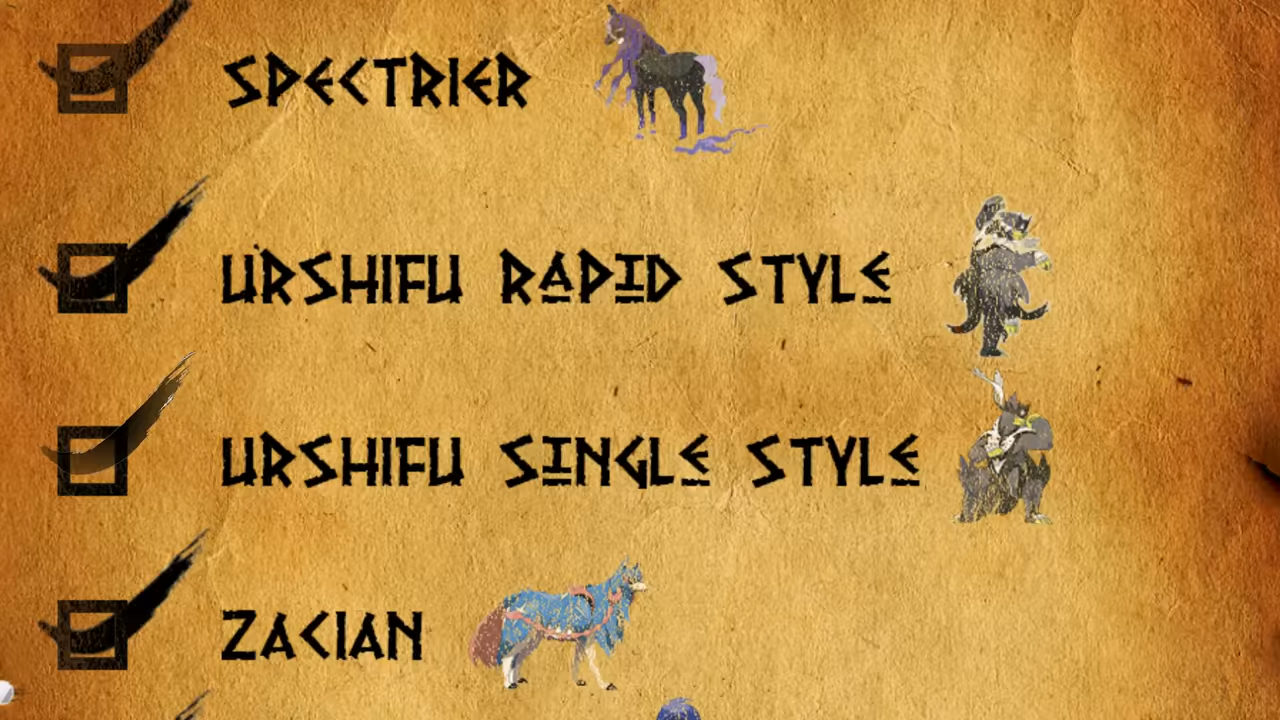 SPECTRIER
URSHIFU RAPID STYLE
URSHIFU SINGLE STYLE
ZACIAN